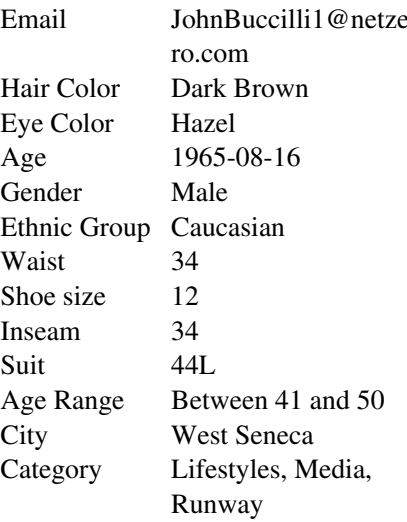 Email JohnBuccilli1@netze
ro.com
Hair Color Dark Brown
Eye Color Hazel
Age 1965-08-16
Gender Male
Ethnic Group Caucasian
Waist 34
Shoe size 12
Inseam 34
Suit 44L
Age Range Between 41 and 50
City West Seneca
Category Lifestyles, Media,
Runway